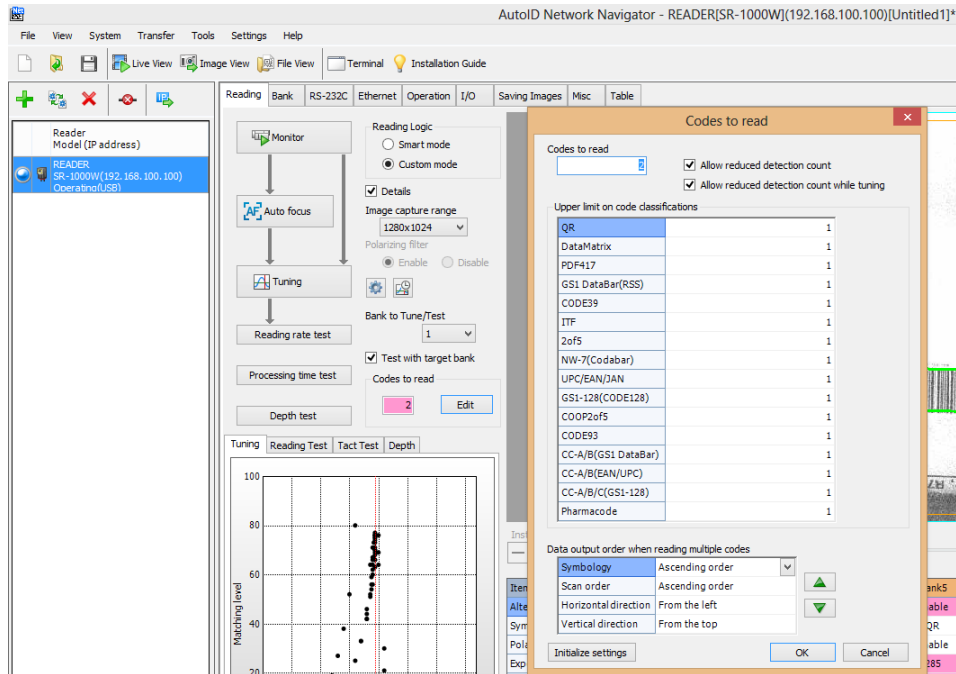 AutoID Network Navigator - READER[SR-1000W](192.168.100.100)[Untitled1]*
File View System Transfer Tools Settings Help
Live View Image View File View Terminal Installation Guide
Reader
Model (IP address)
READER
SR-1000W(192.168.100.100)
Operating(USB)
Reading Bank RS-232C Ethernet Operation I/O Saving Images Misc Table
Monitor
Auto focus
Tuning
Reading rate test
Processing time test
Depth test
Reading Logic
Smart mode
Custom mode
Details
Image capture range
1280x1024
Polarizing filter
Enable Disable
Bank to Tune/Test
1
Test with target bank
Codes to read
2 Edit
Tuning Reading Test Tact Test Depth
100
80
60
40
20
Matching level
Codes to read
Codes to read
2
Allow reduced detection count
Allow reduced detection count while tuning
Upper limit on code classifications
QR 1
DataMatrix 1
PDF417 1
GS1 DataBar(RSS) 1
CODE39 1
ITF 1
2of5 1
NW-7(Codabar) 1
UPC/EAN/JAN 1
GS1-128(CODE128) 1
COOP2of5 1
CODE93 1
CC-A/B(GS1 DataBar) 1
CC-A/B(EAN/UPC) 1
CC-A/B/C(GS1-128) 1
Pharmacode 1
Data output order when reading multiple codes
Symbology Ascending order
Scan order Ascending order
Horizontal direction From the left
Vertical direction From the top
Initialize settings OK Cancel
Inst
Iten
Alte
Sym
Pola
Exp
ank5
able
QR
able
285